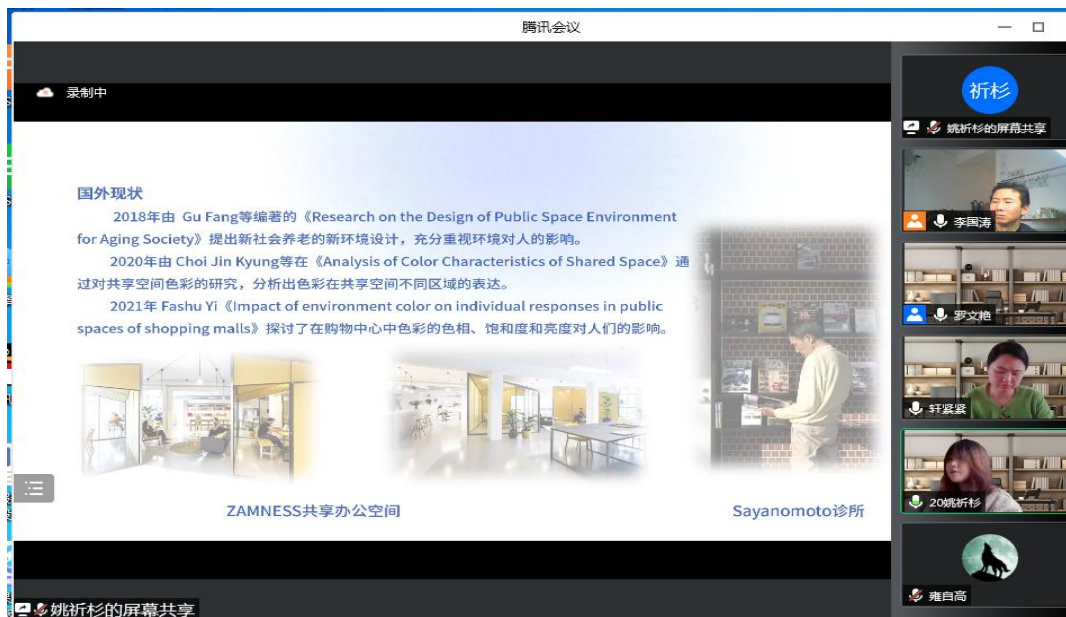 腾讯会议
录制中
国外现状
2018年由 Gu Fang等编著的《Research on the Design of Public Space Environment
for Aging Society》提出新社会养老的新环境设计，充分重视环境对人的影响。
2020年由 Choi Jin Kyung等在《Analysis of Color Characteristics of Shared Space》通
过对共享空间色彩的研究，分析出色彩在共享空间不同区域的表达。
2021年 Fashu Yi《Impact of environment color on individual responses in public
spaces of shopping malls》探讨了在购物中心中色彩的色相、饱和度和亮度对人们的影响。
ZAMNESS共享办公空间
Sayanomoto诊所
姚祈杉的屏幕共享
祈杉
姚祈杉的屏幕共享
李国涛
罗文艳
轩紧紧
20姚祈杉
雍自高